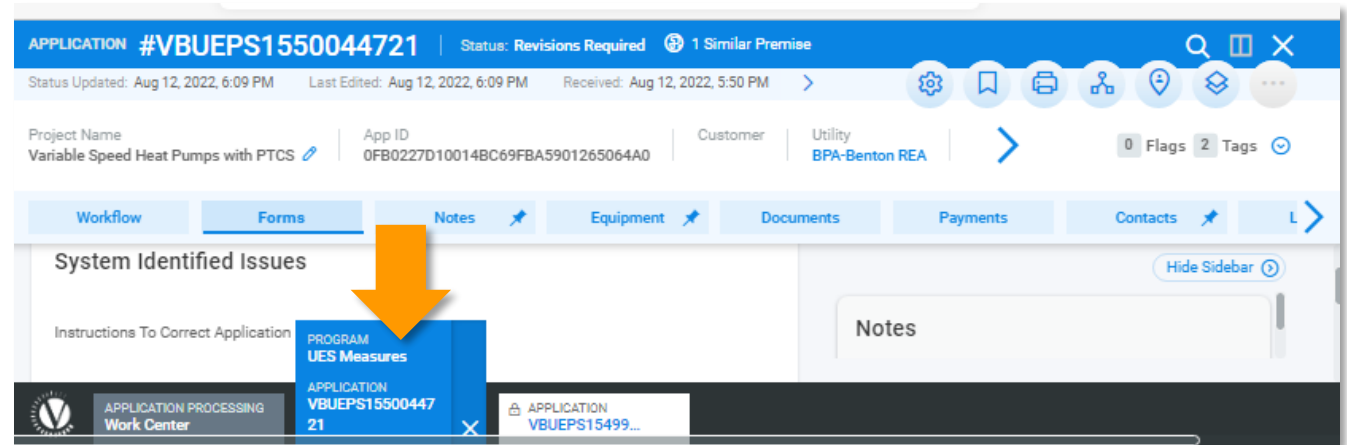 APPLICATION #VBUEPS1550044721 Status: Revisions Required 1 Similar Premise
Status Updated: Aug 12, 2022, 6:09 PM Last Edited: Aug 12, 2022, 6:09 PM Received: Aug 12, 2022, 5:50 PM
Project Name App ID Customer Utility
Variable Speed Heat Pumps with PTCS 0FB0227D10014BC69FBA5901265064A0 BPA-Benton REA 0 Flags 2 Tags
Workflow Forms Notes Equipment Documents Payments Contacts L
System Identified Issues
Hide Sidebar
Instructions To Correct Application
Notes
PROGRAM
UES Measures
APPLICATION
VBUEPS15500447
21
APPLICATION PROCESSING
Work Center
APPLICATION
VBUEPS15499...